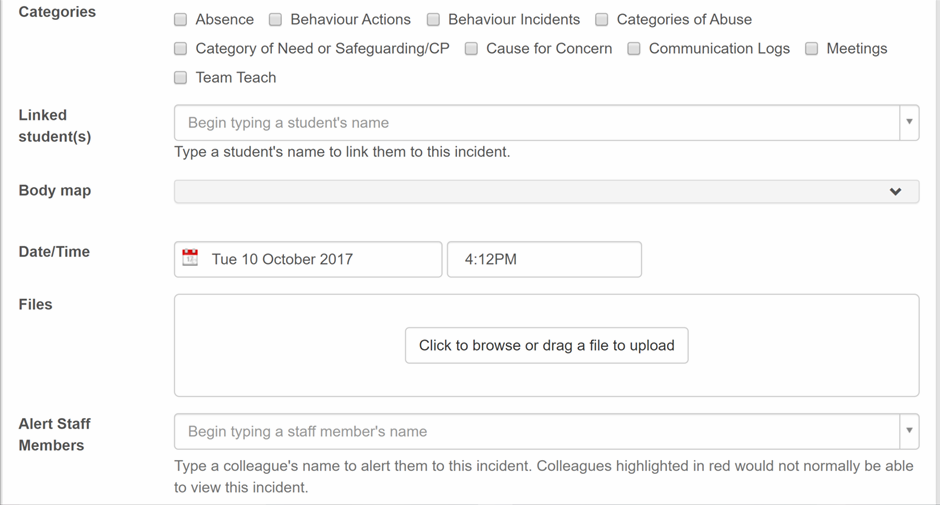 Categories
Absence Behaviour Actions Behaviour Incidents Categories of Abuse
Category of Need or Safeguarding/CP Cause for Concern Communication Logs Meetings
Team Teach
Linked
student(s)
Begin typing a student's name
Type a student's name to link them to this incident.
Body map
Date/Time
Tue 10 October 2017 4:12PM
Files
Click to browse or drag a file to upload
Alert Staff
Members
Begin typing a staff member's name
Type a colleague's name to alert them to this incident. Colleagues highlighted in red would not normally be able
to view this incident.